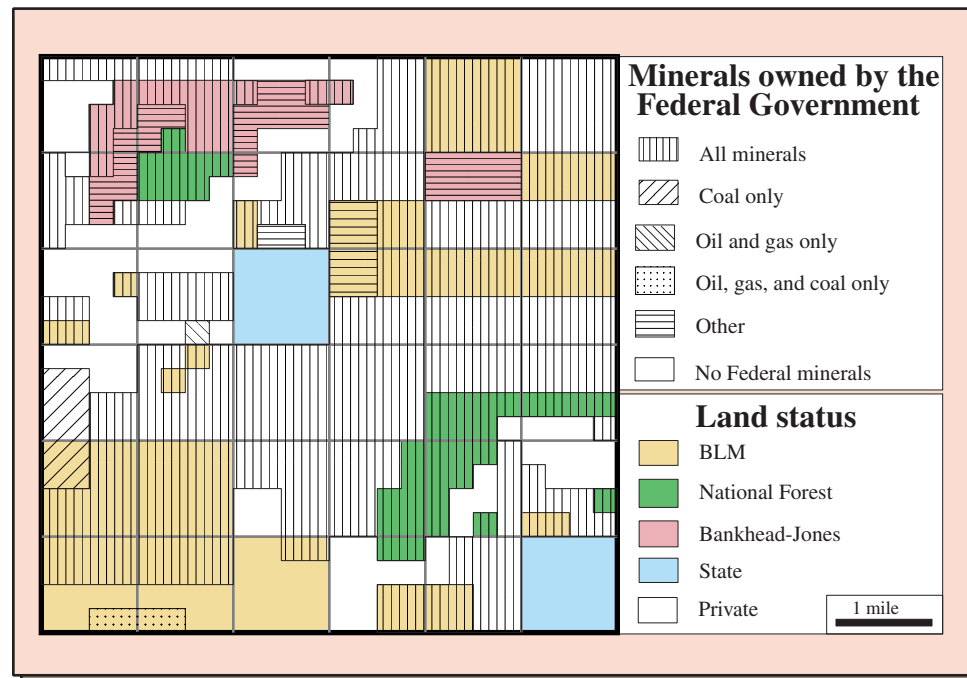 Minerals owned by the
Federal Government
All minerals
Coal only
Oil and gas only
Oil, gas, and coal only
Other
No Federal minerals
Land status
BLM
National Forest
Bankhead-Jones
State
Private
1 mile